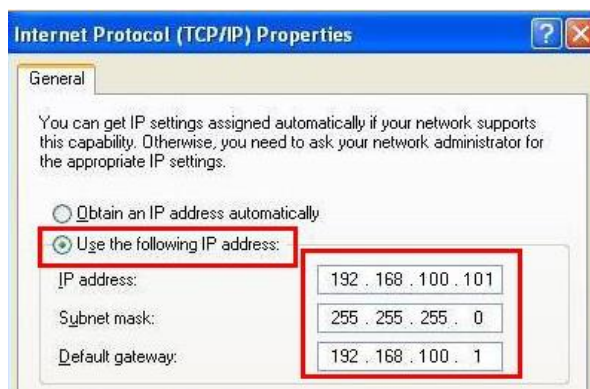 Internet Protocol (TCP/IP) Properties
General
You can get IP settings assigned automatically if your network supports
this capability. Otherwise, you need to ask your network administrator for
the appropriate IP settings.
Obtain an IP address automatically
Use the following IP address:
IP address: 192 . 168 . 100 . 101
Subnet mask: 255 . 255 . 255 . 0
Default gateway: 192 . 168 . 100 . 1